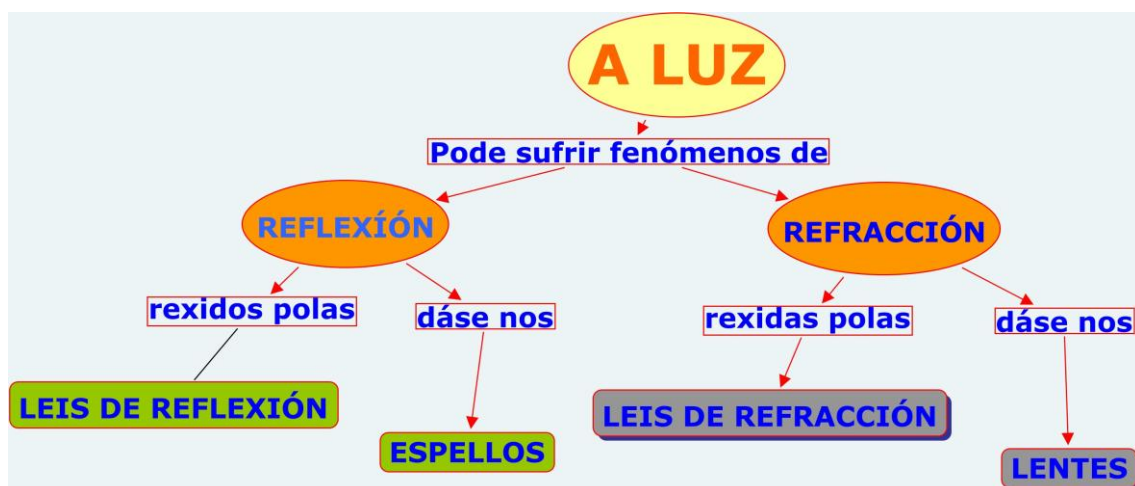 A LUZ
Pode sufrir fenómenos de
REFLEXÍÓN
REFRACCIÓN
rexidos polas
dáse nos
rexidas polas
dáse nos
LEIS DE REFLEXIÓN
LEIS DE REFRACCIÓN
ESPELLOS
LENTES